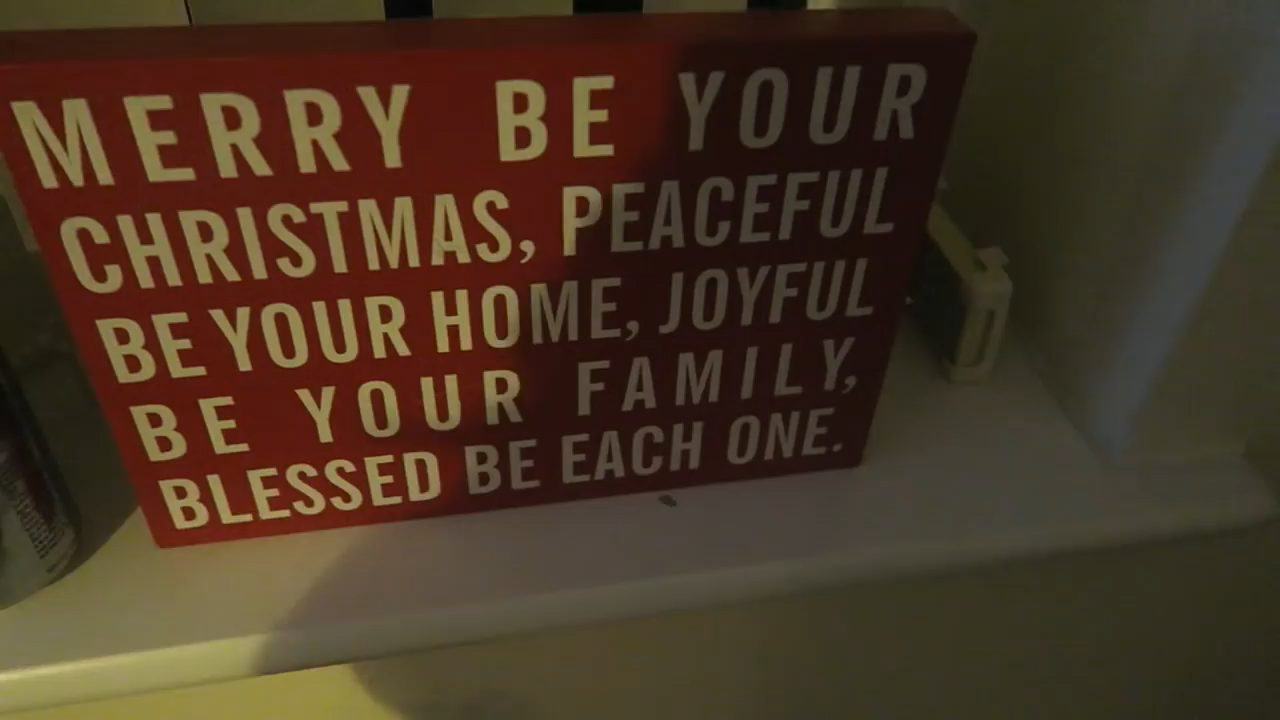 MERRY BE YOUR
CHRISTMAS, PEACEFUL
BE YOUR HOME, JOYFUL
BE YOUR FAMILY,
BLESSED BE EACH ONE.